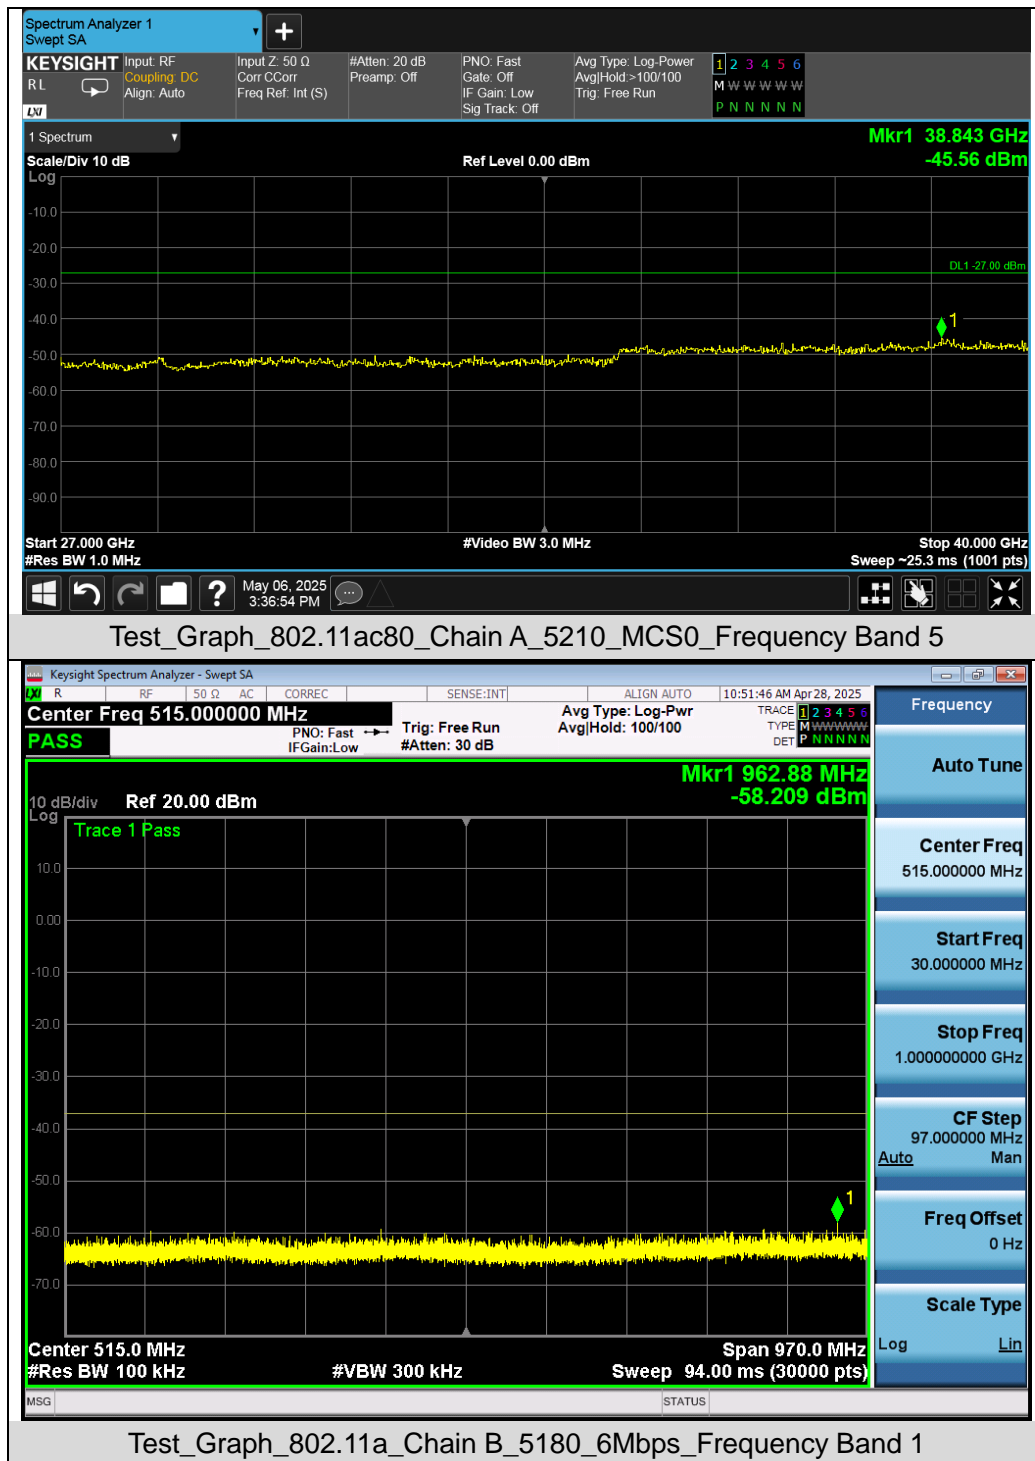 Spectrum Analyzer 1
Swept SA
+
KEYSIGHT Input: RF Input Z: 50 Ω #Atten: 20 dB PNO: Fast Avg Type: Log-Power 1 2 3 4 5 6
R L Coupling: DC Corr CCorr Preamp: Off Gate: Off Avg|Hold:>100/100 M W W W W W
Align: Auto Freq Ref: Int (S) IF Gain: Low Trig: Free Run
LXI Sig Track: Off P N N N N N
1 Spectrum Mkr1 38.843 GHz
Scale/Div 10 dB Ref Level 0.00 dBm -45.56 dBm
Log
-10.0
-20.0
DL1 -27.00 dBm
-30.0
-40.0
1
-50.0
-60.0
-70.0
-80.0
-90.0
Start 27.000 GHz #Video BW 3.0 MHz Stop 40.000 GHz
#Res BW 1.0 MHz Sweep ~25.3 ms (1001 pts)
? May 06, 2025
3:36:54 PM
Test_Graph_802.11ac80_Chain A_5210_MCS0_Frequency Band 5
Keysight Spectrum Analyzer - Swept SA
LXI R RF 50 Ω AC CORREC SENSE:INT ALIGN AUTO 10:51:46 AM Apr 28, 2025
Center Freq 515.000000 MHz Avg Type: Log-Pwr TRACE 1 2 3 4 5 6 Frequency
PASS PNO: Fast Trig: Free Run Avg|Hold: 100/100 TYPE M W W W W W
IFGain:Low #Atten: 30 dB DET P N N N N N
Auto Tune
Mkr1 962.88 MHz
10 dB/div Ref 20.00 dBm -58.209 dBm
Log
Trace 1 Pass
Center Freq
515.000000 MHz
10.0
0.00
Start Freq
30.000000 MHz
-10.0
-20.0
Stop Freq
1.000000000 GHz
-30.0
-40.0
CF Step
97.000000 MHz
Auto Man
-50.0
1
-60.0
Freq Offset
0 Hz
-70.0
Scale Type
Log Lin
Center 515.0 MHz Span 970.0 MHz
#Res BW 100 kHz #VBW 300 kHz Sweep 94.00 ms (30000 pts)
MSG STATUS
Test_Graph_802.11a_Chain B_5180_6Mbps_Frequency Band 1